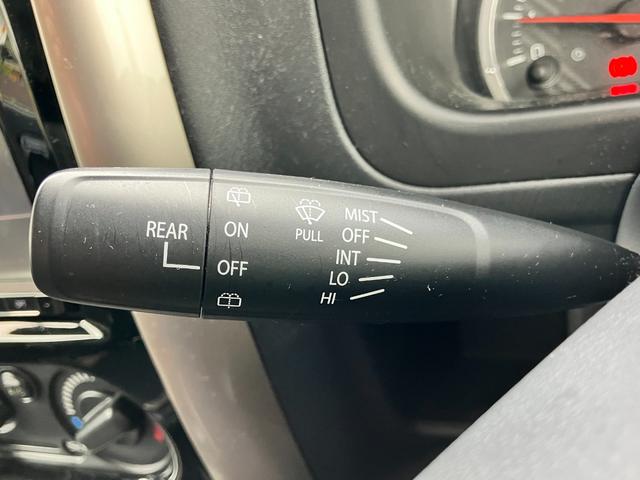 REAR
ON
OFF
PULL
MIST
OFF
INT
LO
HI